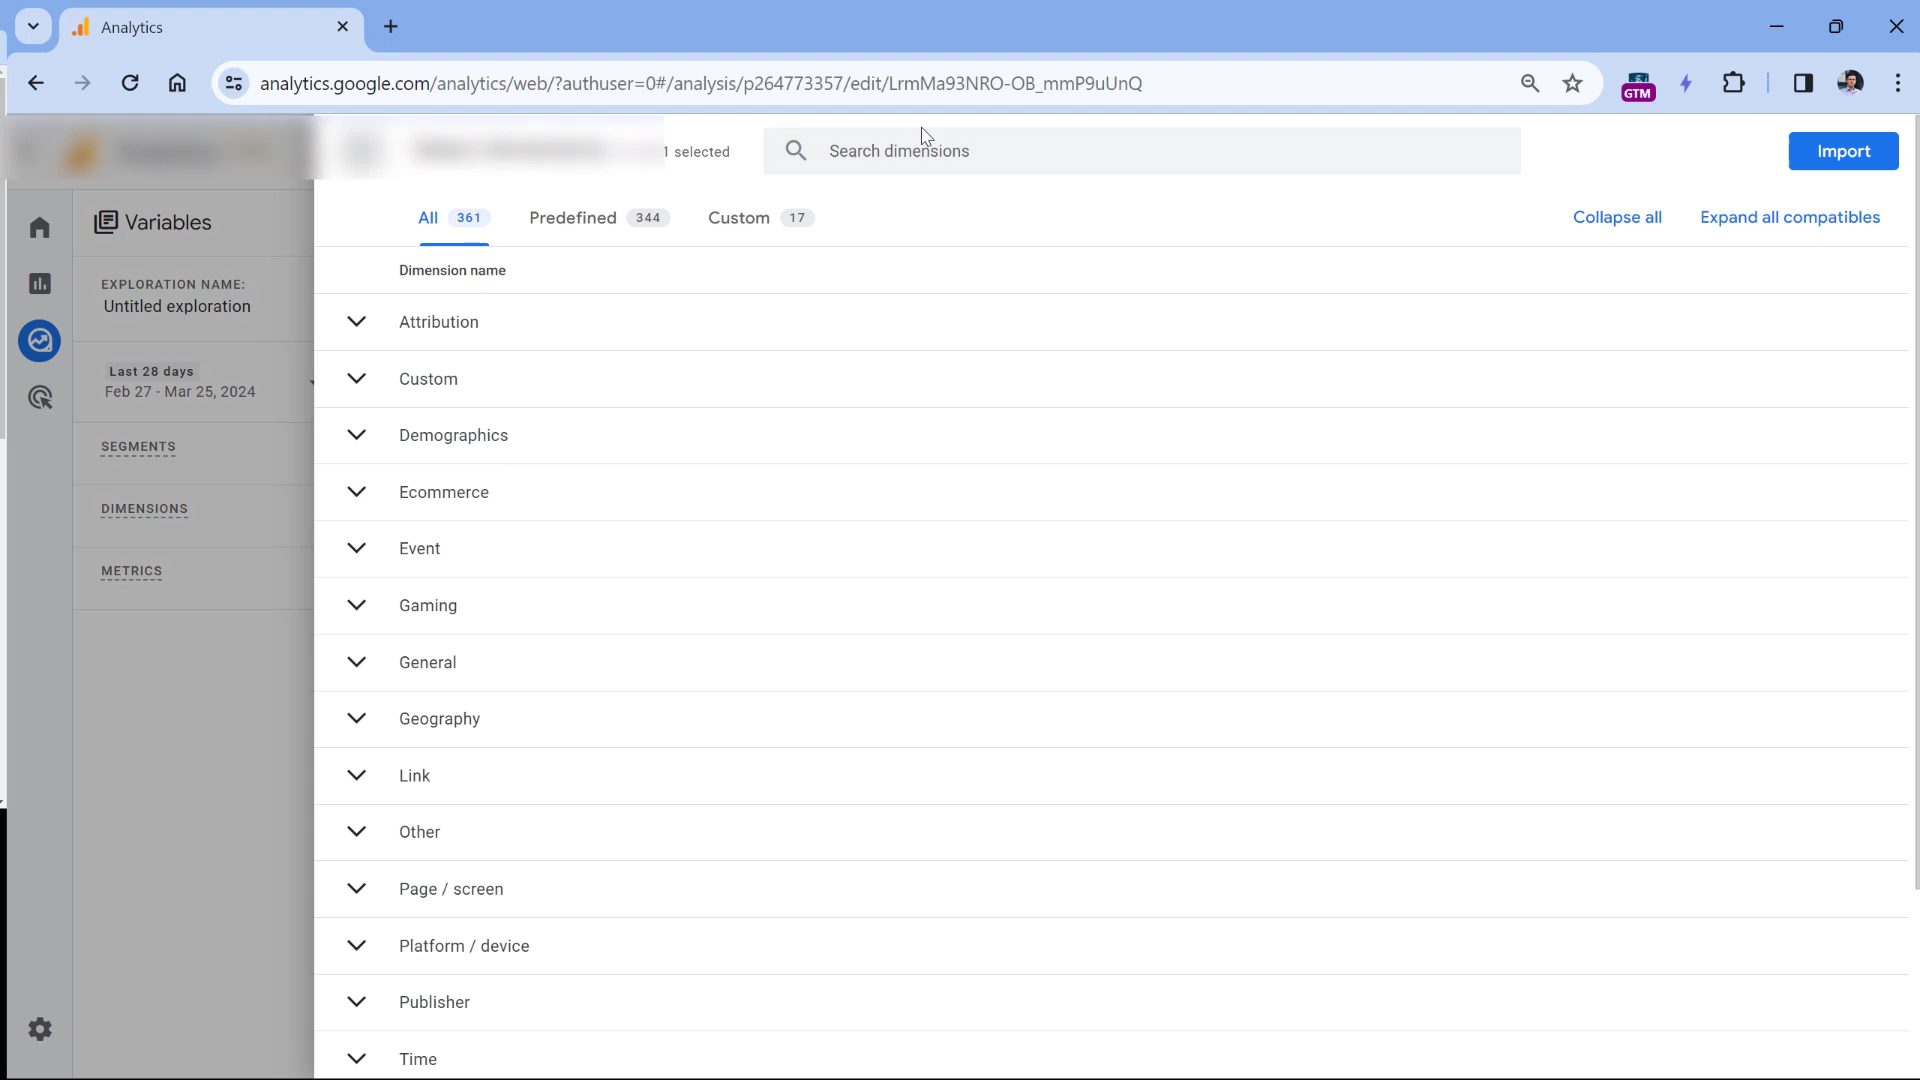 Analytics
analytics.google.com/analytics/web/?authuser=0#/analysis/p264773357/edit/LrmMa93NRO-OB_mmP9uUnQ
GTM
1 selected
Search dimensions
Import
Variables
All 361
Predefined 344
Custom 17
Collapse all
Expand all compatibles
EXPLORATION NAME:
Untitled exploration
Last 28 days
Feb 27 - Mar 25, 2024
SEGMENTS
DIMENSIONS
METRICS
Dimension name
Attribution
Custom
Demographics
Ecommerce
Event
Gaming
General
Geography
Link
Other
Page / screen
Platform / device
Publisher
Time